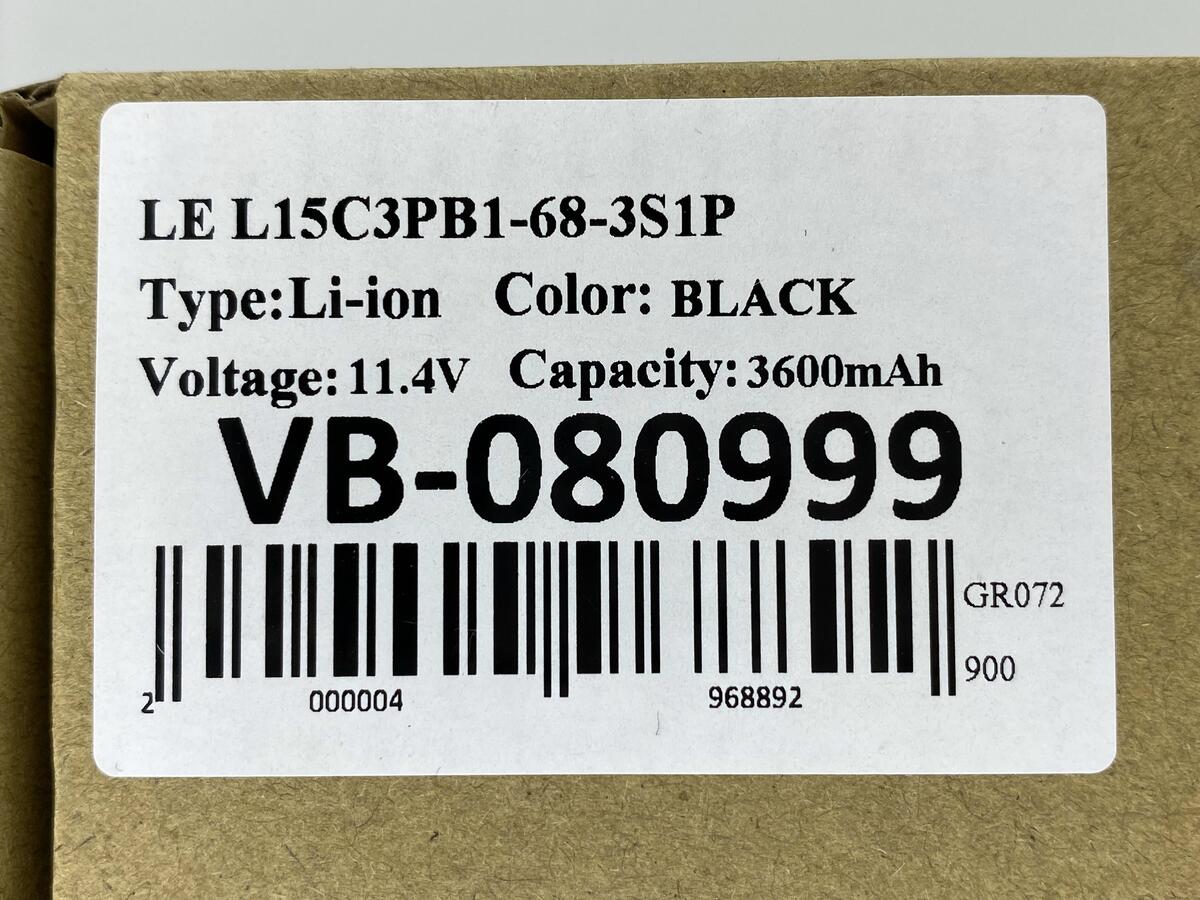 LE L15C3PB1-68-3S1P
Type:Li-ion Color: BLACK
Voltage: 11.4V Capacity: 3600mAh
VB-080999
GR072
900
2 000004 968892